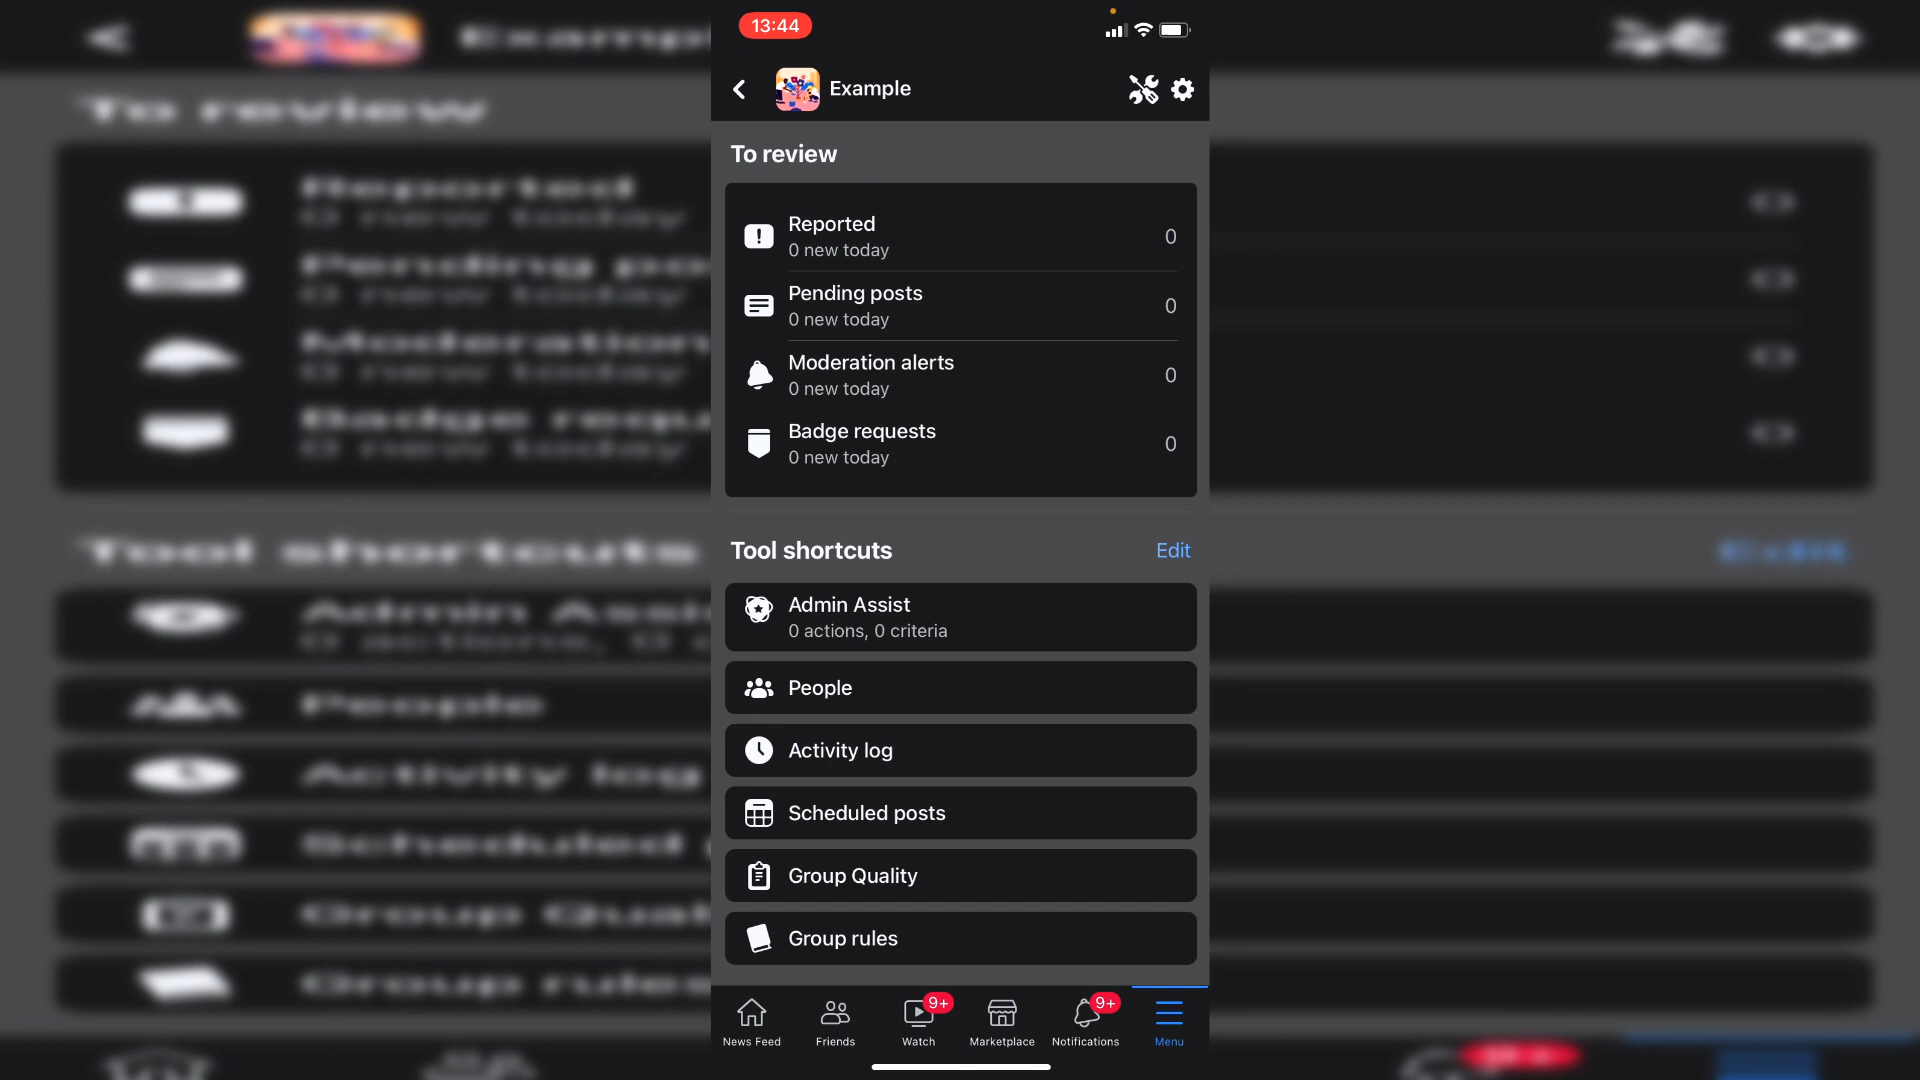 13:44
Example
To review
Reported
0 new today
0
Pending posts
0 new today
0
Moderation alerts
0 new today
0
Badge requests
0 new today
0
Tool shortcuts
Edit
Admin Assist
0 actions, 0 criteria
People
Activity log
Scheduled posts
Group Quality
Group rules
9+
9+
News Feed
Friends
Watch
Marketplace
Notifications
Menu